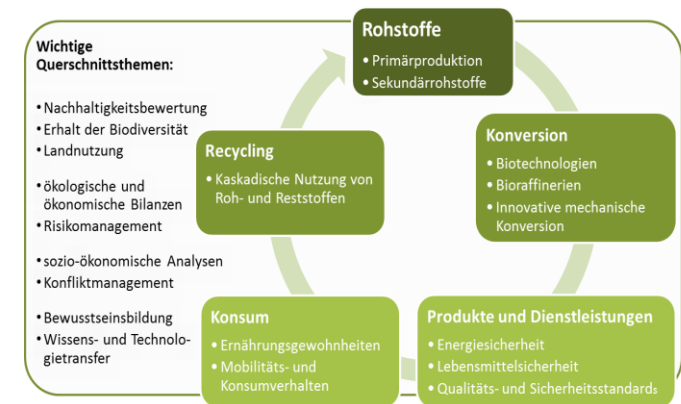 Wichtige
Querschnittsthemen:
• Nachhaltigkeitsbewertung
• Erhalt der Biodiversität
• Landnutzung
• ökologische und
ökonomische Bilanzen
• Risikomanagement
• sozio-ökonomische Analysen
• Konfliktmanagement
• Bewusstseinsbildung
• Wissens- und Technolo-
gietransfer
Rohstoffe
• Primärproduktion
• Sekundärrohstoffe
Konversion
• Biotechnologien
• Bioraffinerien
• Innovative mechanische
Konversion
Produkte und Dienstleistungen
• Energiesicherheit
• Lebensmittelsicherheit
• Qualitäts- und Sicherheitsstandards
Konsum
• Ernährungsgewohnheiten
• Mobilitäts- und
Konsumverhalten
Recycling
• Kaskadische Nutzung von
Roh- und Reststoffen